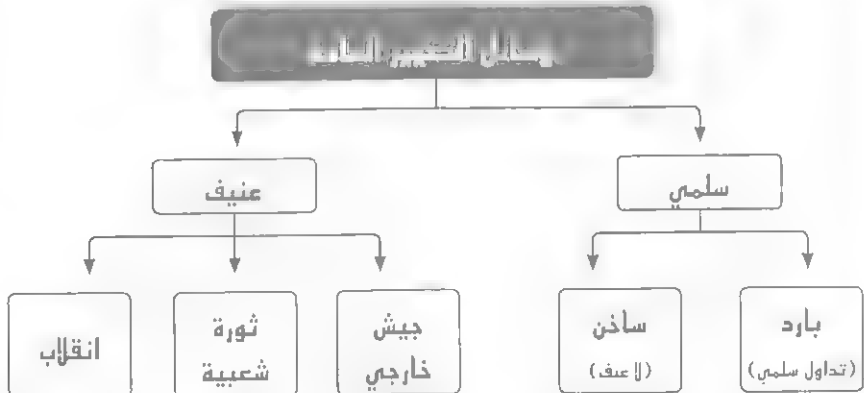 سلمي
عنيف
بارد
(تداول سلمي)
ساخن
(لا عنف)
جيش
خارجي
ثورة
شعبية
انقلاب